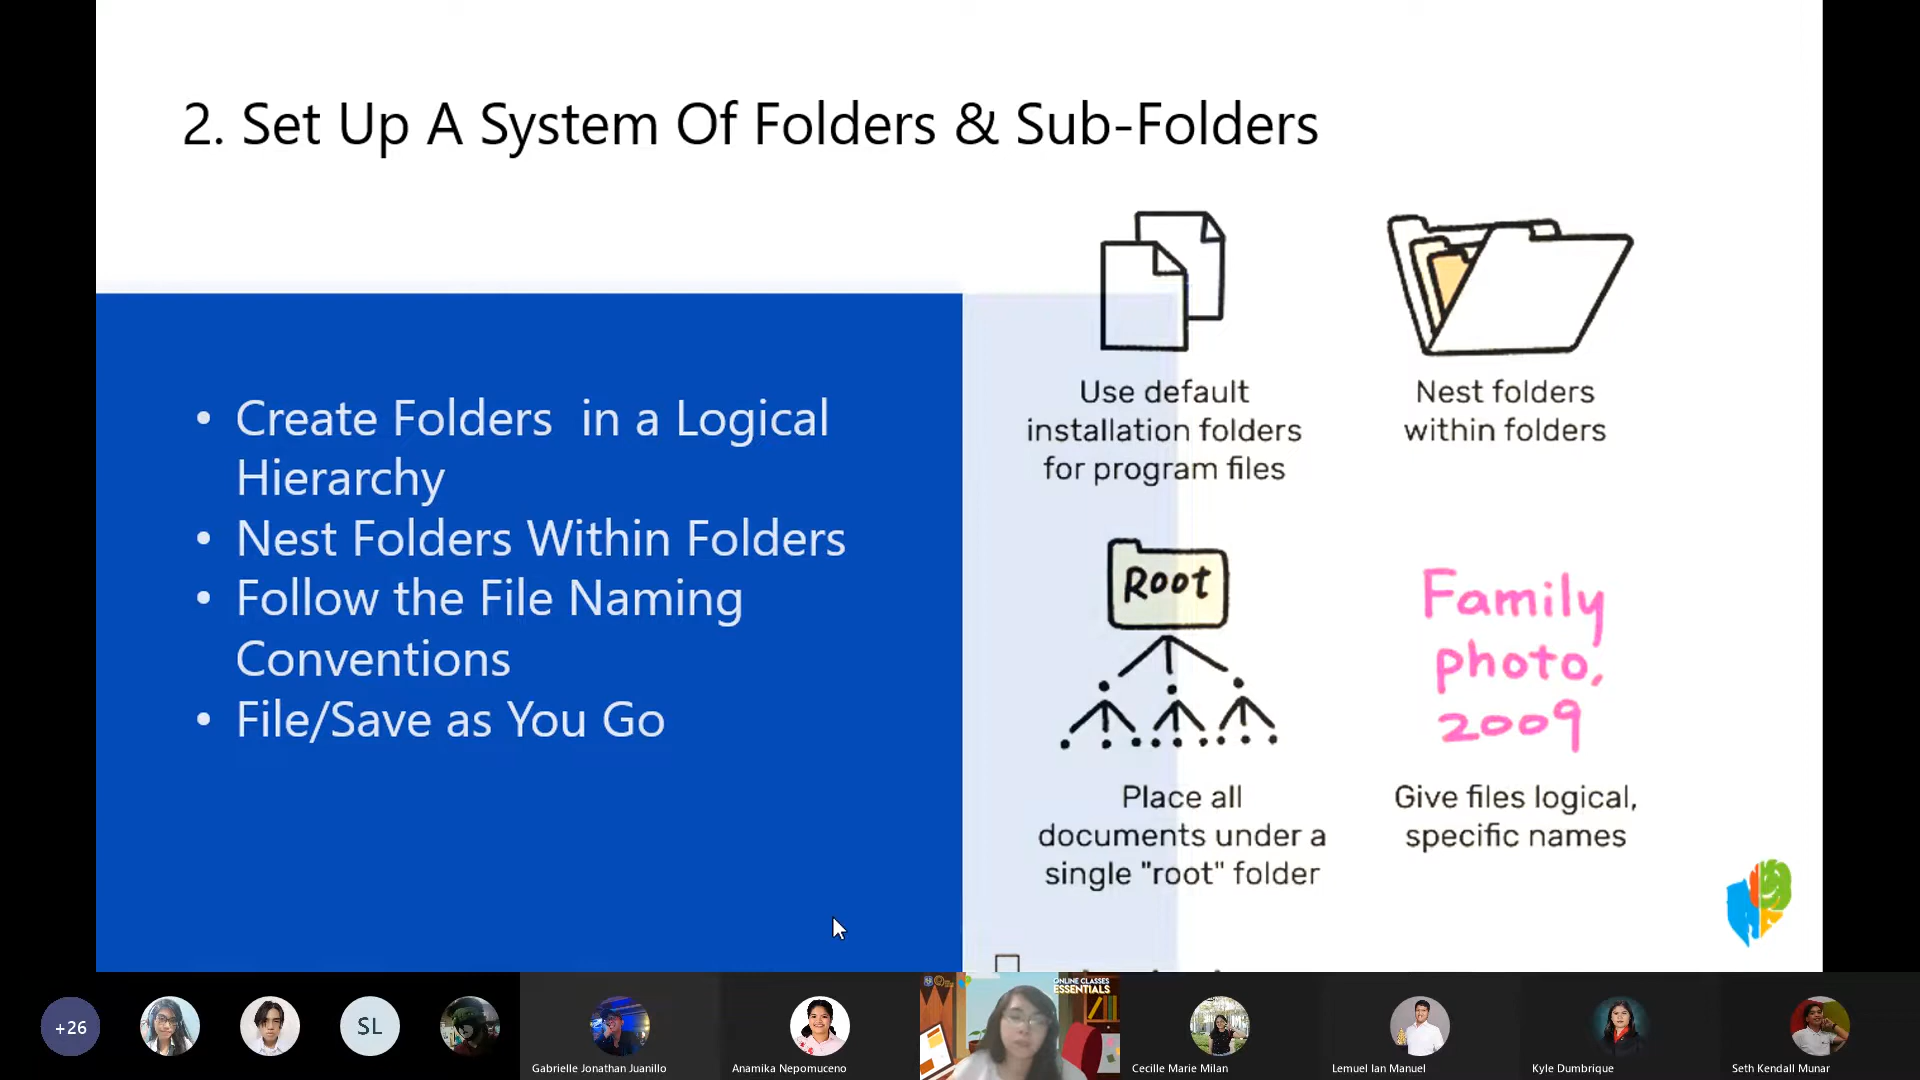 2. Set Up A System Of Folders & Sub-Folders
• Create Folders  in a Logical
Hierarchy
• Nest Folders Within Folders
• Follow the File Naming
Conventions
• File/Save as You Go
Use default
installation folders
for program files
Nest folders
within folders
Root
Place all
documents under a
single "root" folder
Family
photo,
2009
Give files logical,
specific names
+26
SL
Gabrielle Jonathan Juanillo
Anamika Nepomuceno
ONLINE CLASSES
ESSENTIALS
Cecille Marie Milan
Lemuel Ian Manuel
Kyle Dumbrique
Seth Kendall Munar